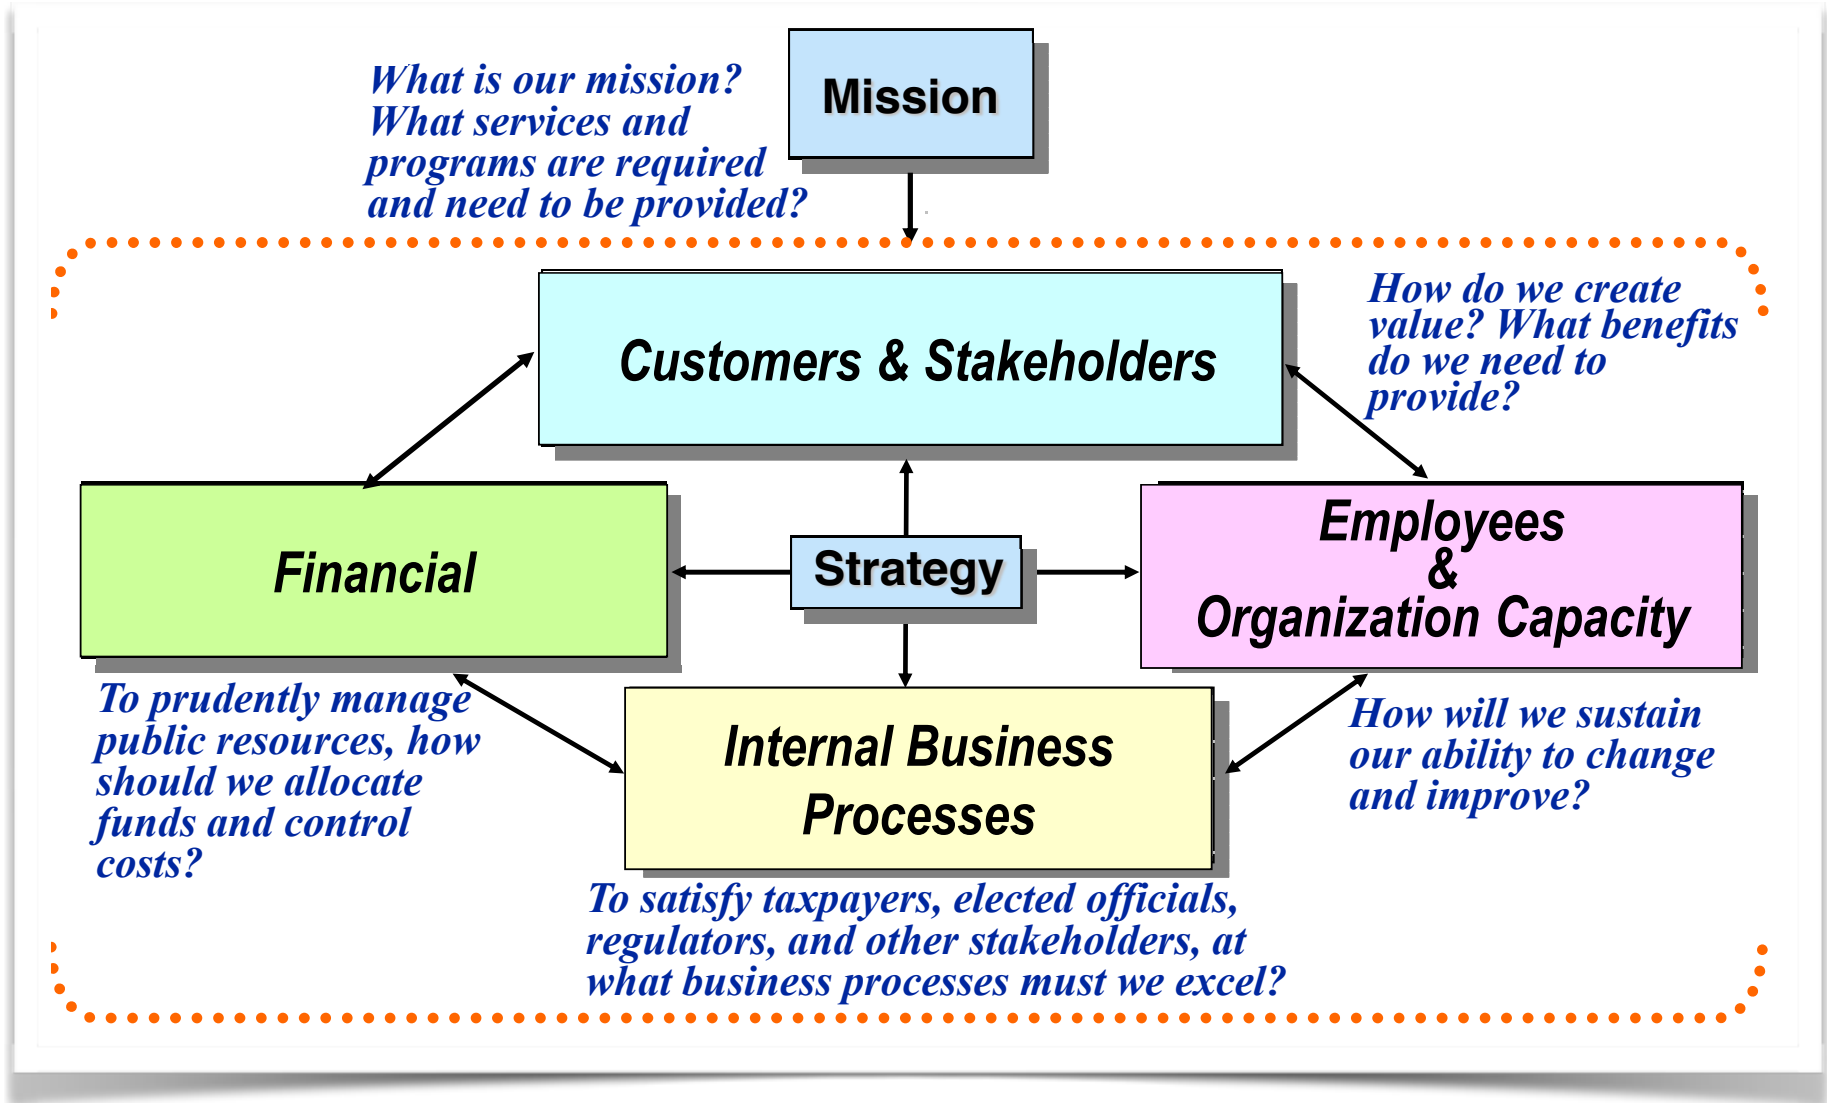 Mission
What is our mission?
What services and
programs are required
and need to be provided?
Customers & Stakeholders
How do we create
value? What benefits
do we need to
provide?
Financial
Strategy
Employees
&
Organization Capacity
To prudently manage
public resources, how
should we allocate
funds and control
costs?
Internal Business
Processes
How will we sustain
our ability to change
and improve?
To satisfy taxpayers, elected officials,
regulators, and other stakeholders, at
what business processes must we excel?